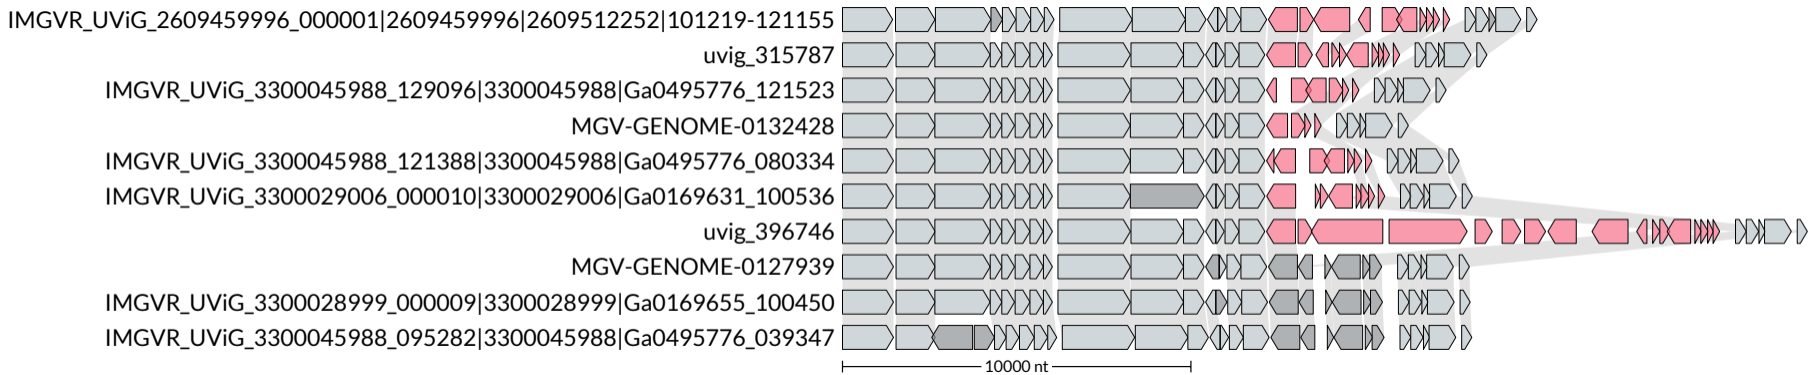 IMGVR_UViG_2609459996_000001|2609459996|2609512252|101219-121155
uvig_315787
IMGVR_UViG_3300045988_129096|3300045988|Ga0495776_121523
MGV-GENOME-0132428
IMGVR_UViG_3300045988_121388|3300045988|Ga0495776_080334
IMGVR_UViG_3300029006_000010|3300029006|Ga0169631_100536
uvig_396746
MGV-GENOME-0127939
IMGVR_UViG_3300028999_000009|3300028999|Ga0169655_100450
IMGVR_UViG_3300045988_095282|3300045988|Ga0495776_039347
10000 nt